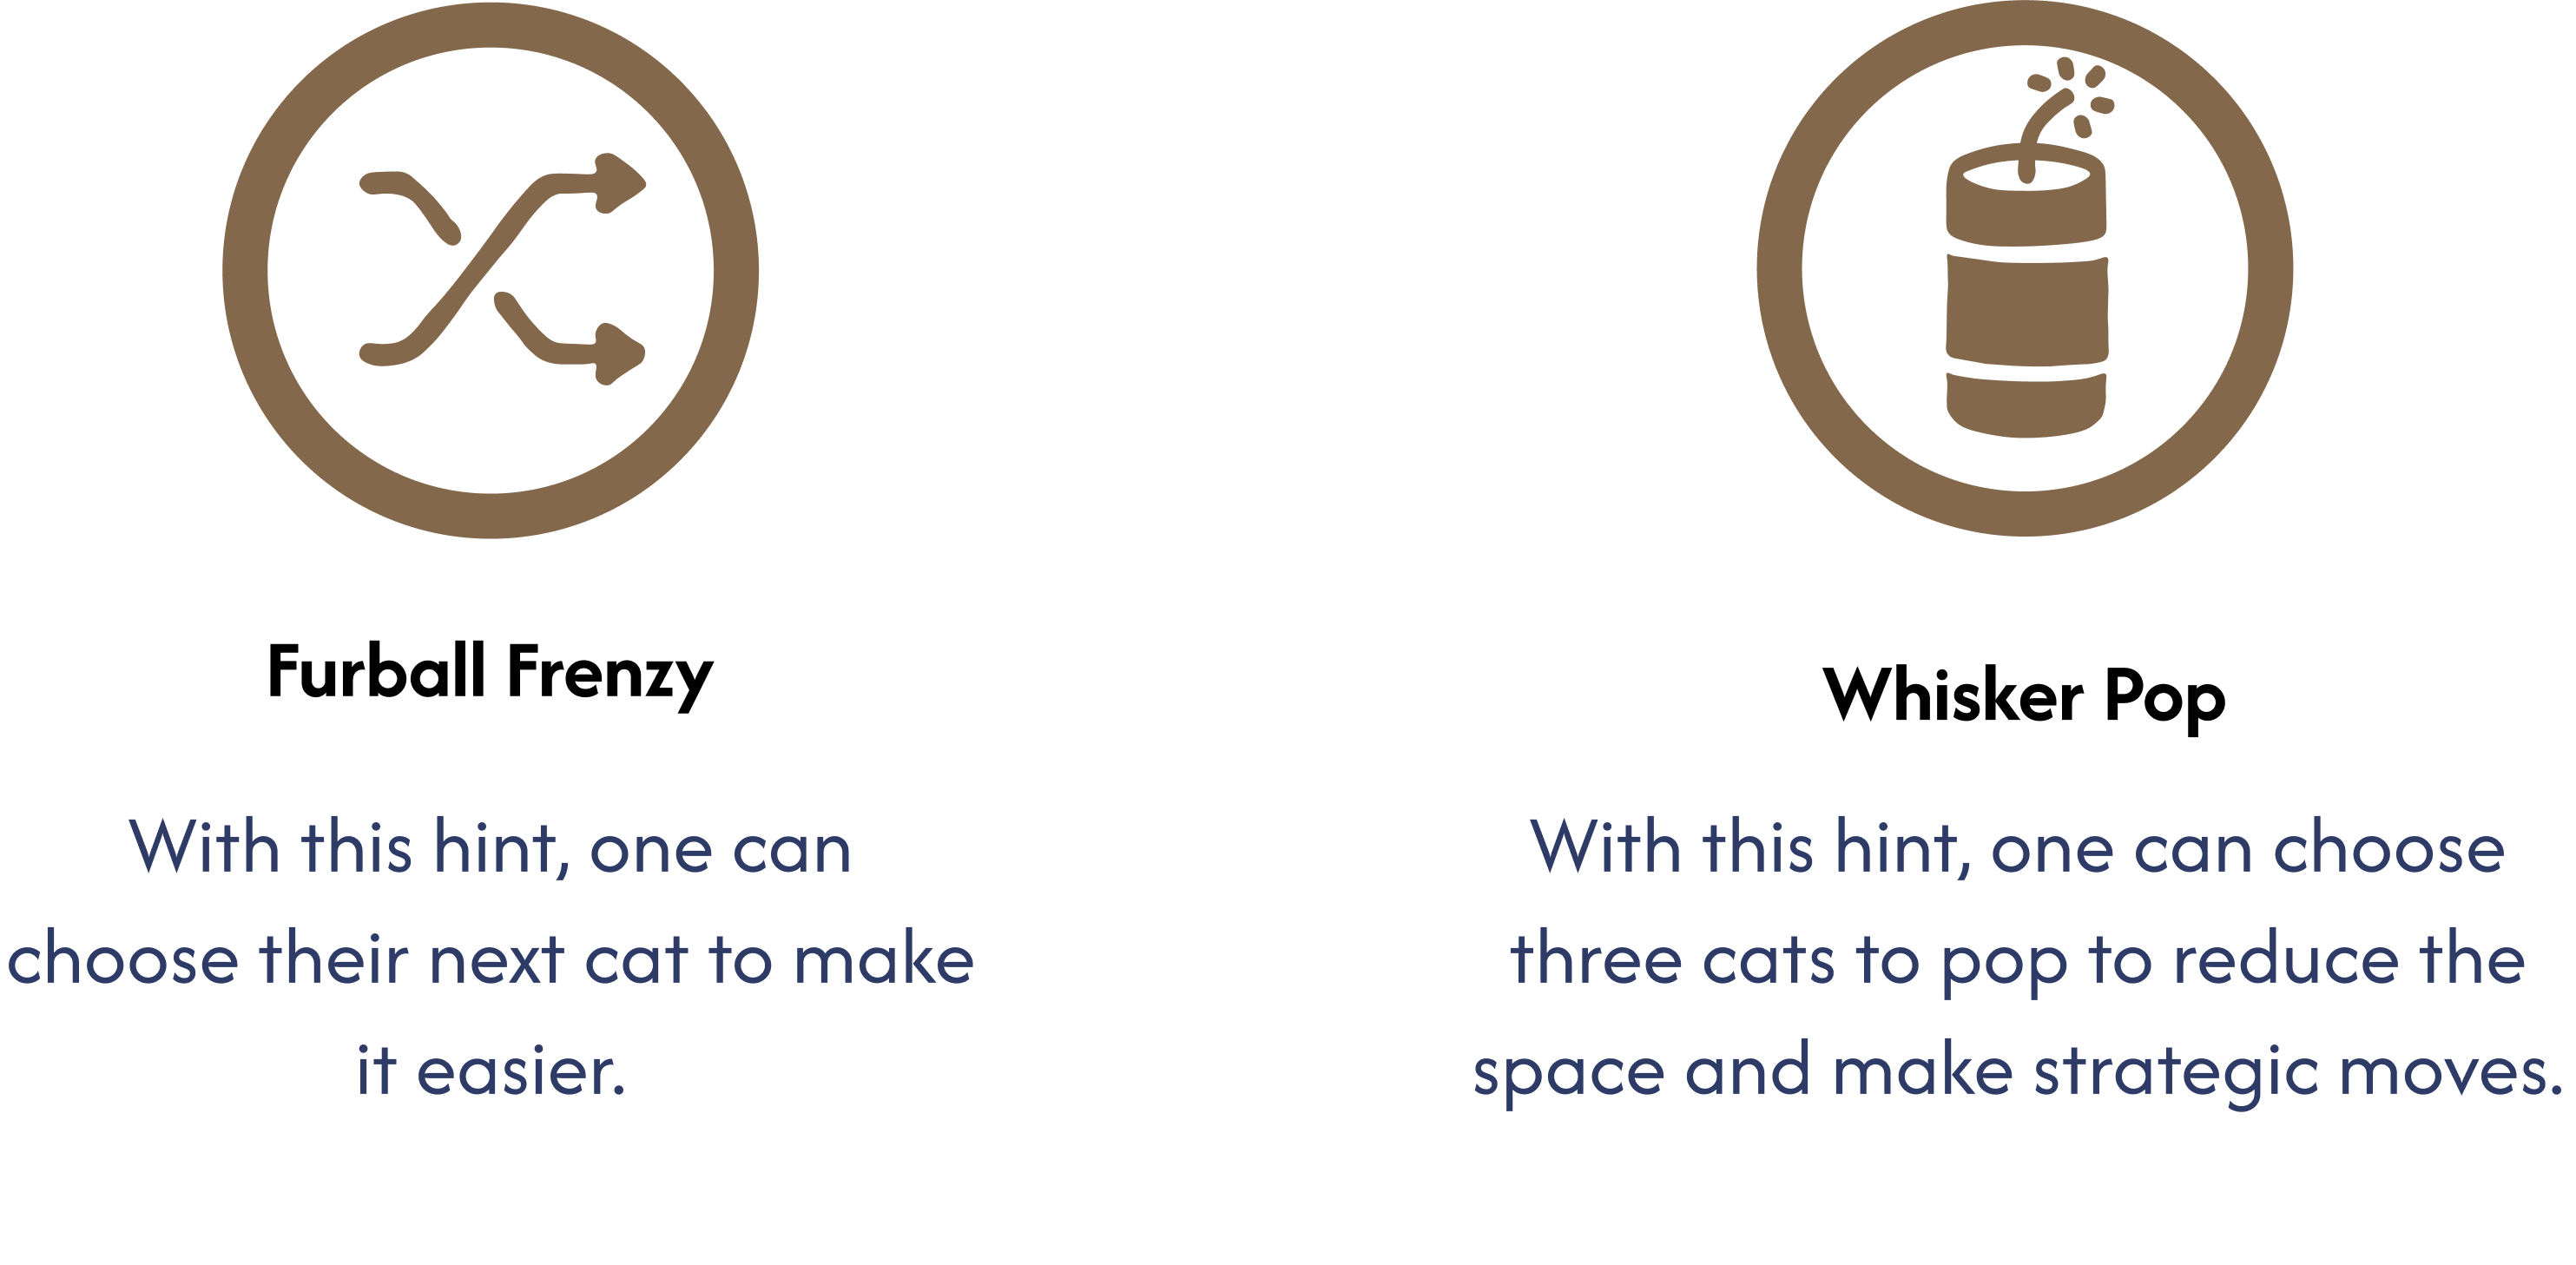 Furball Frenzy
With this hint, one can
choose their next cat to make
it easier.
Whisker Pop
With this hint, one can choose
three cats to pop to reduce the
space and make strategic moves.